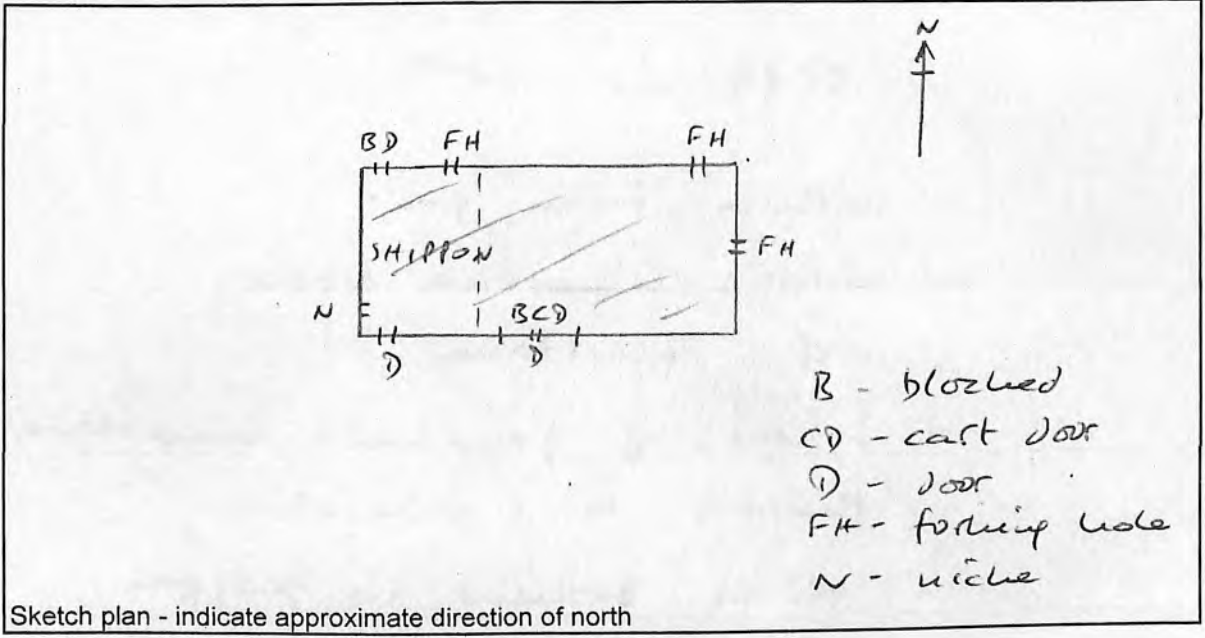 N
BD FH FH
SHIPPON FH
N BCD
D D
B - blocked
CD - cart door
D - door
FH - forking hole
N - niche
Sketch plan - indicate approximate direction of north